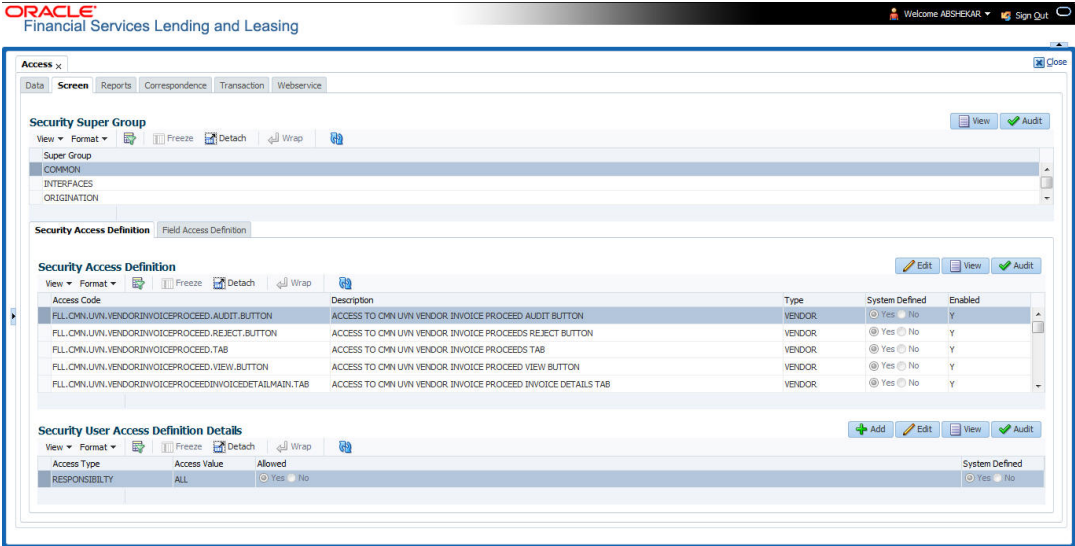 ORACLE
Financial Services Lending and Leasing
Welcome ABSHEKAR Sign Out
Access x
Close
Data Screen Reports Correspondence Transaction Webservice
Security Super Group
View Audit
View Format Freeze Detach Wrap
Super Group
COMMON
INTERFACES
ORIGINATION
Security Access Definition Field Access Definition
Security Access Definition
Edit View Audit
View Format Freeze Detach Wrap
Access Code Description Type System Defined Enabled
FLL.CMN.UVN.VENDORINVOICEPROCEED.AUDIT.BUTTON ACCESS TO CMN UVN VENDOR INVOICE PROCEED AUDIT BUTTON VENDOR Yes No Y
FLL.CMN.UVN.VENDORINVOICEPROCEED.REJECT.BUTTON ACCESS TO CMN UVN VENDOR INVOICE PROCEEDS REJECT BUTTON VENDOR Yes No Y
FLL.CMN.UVN.VENDORINVOICEPROCEED.TAB ACCESS TO CMN UVN VENDOR INVOICE PROCEEDS TAB VENDOR Yes No Y
FLL.CMN.UVN.VENDORINVOICEPROCEED.VIEW.BUTTON ACCESS TO CMN UVN VENDOR INVOICE PROCEED VIEW BUTTON VENDOR Yes No Y
FLL.CMN.UVN.VENDORINVOICEPROCEEDINVOICEDETAILMAIN.TAB ACCESS TO CMN UVN VENDOR INVOICE PROCEED INVOICE DETAILS TAB VENDOR Yes No Y
Security User Access Definition Details
Add Edit View Audit
View Format Freeze Detach Wrap
Access Type Access Value Allowed System Defined
RESPONSIBILTY ALL Yes No Yes No